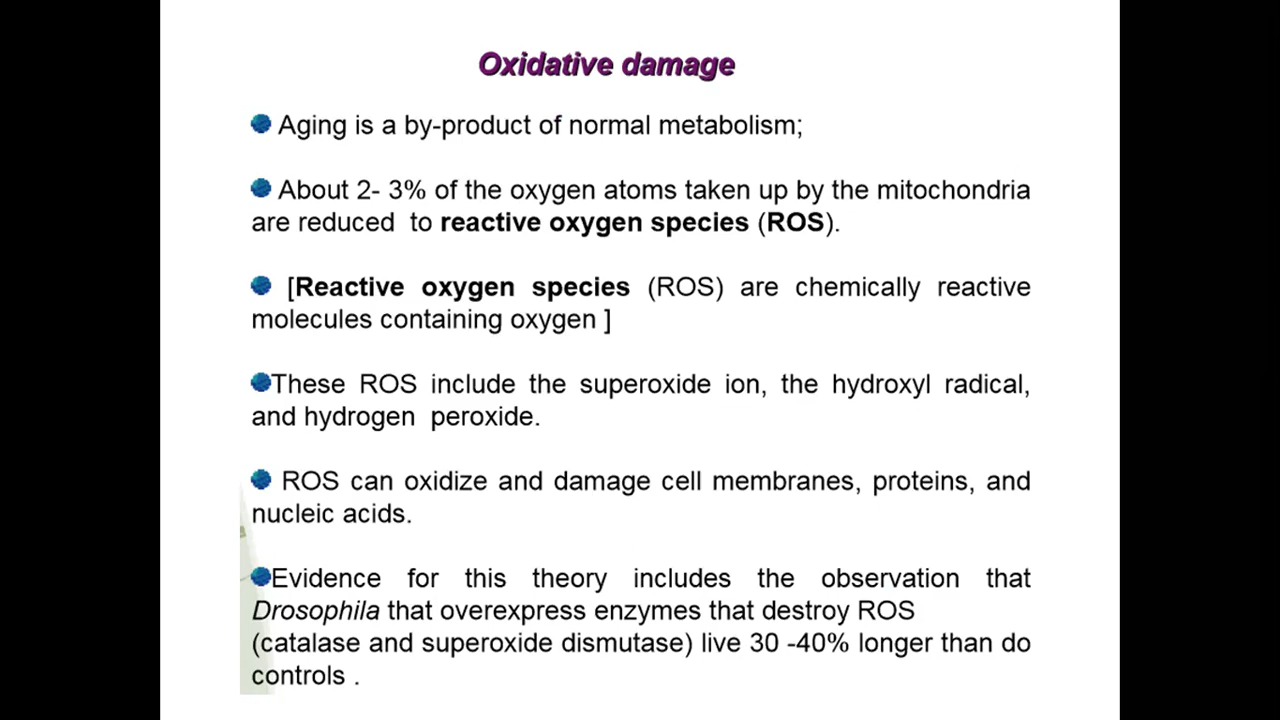 Oxidative damage
Aging is a by-product of normal metabolism;
About 2- 3% of the oxygen atoms taken up by the mitochondria
are reduced to reactive oxygen species (ROS).
[Reactive oxygen species (ROS) are chemically reactive
molecules containing oxygen ]
These ROS include the superoxide ion, the hydroxyl radical,
and hydrogen peroxide.
ROS can oxidize and damage cell membranes, proteins, and
nucleic acids.
Evidence for this theory includes the observation that
Drosophila that overexpress enzymes that destroy ROS
(catalase and superoxide dismutase) live 30 -40% longer than do
controls .